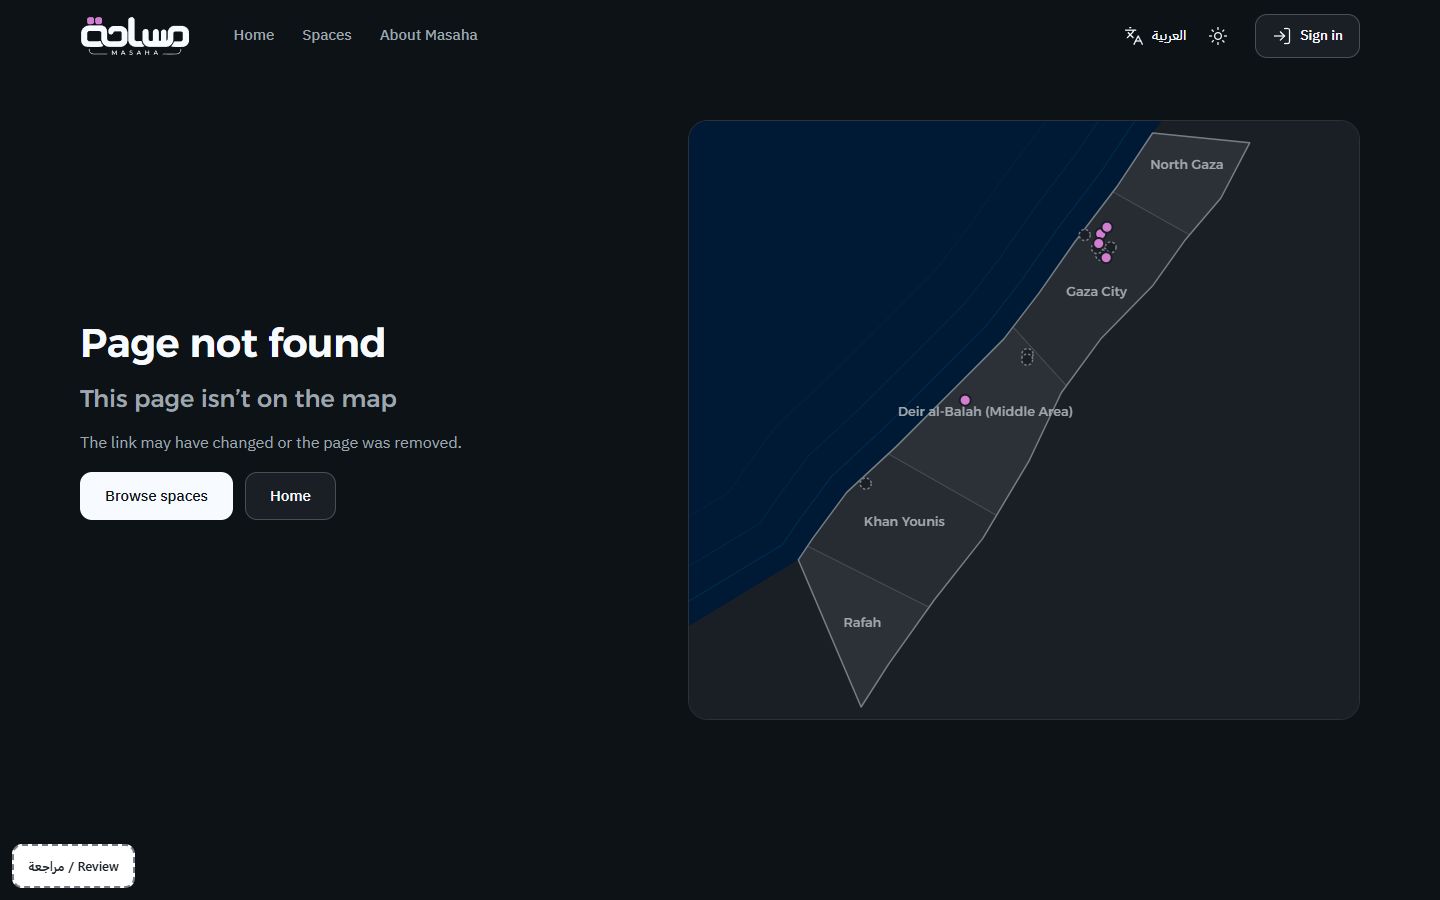 مساحة
MASAHA
Home
Spaces
About Masaha
العربية
Sign in
Page not found
This page isn’t on the map
The link may have changed or the page was removed.
Browse spaces
Home
North Gaza
Gaza City
Deir al-Balah (Middle Area)
Khan Younis
Rafah
مراجعة / Review